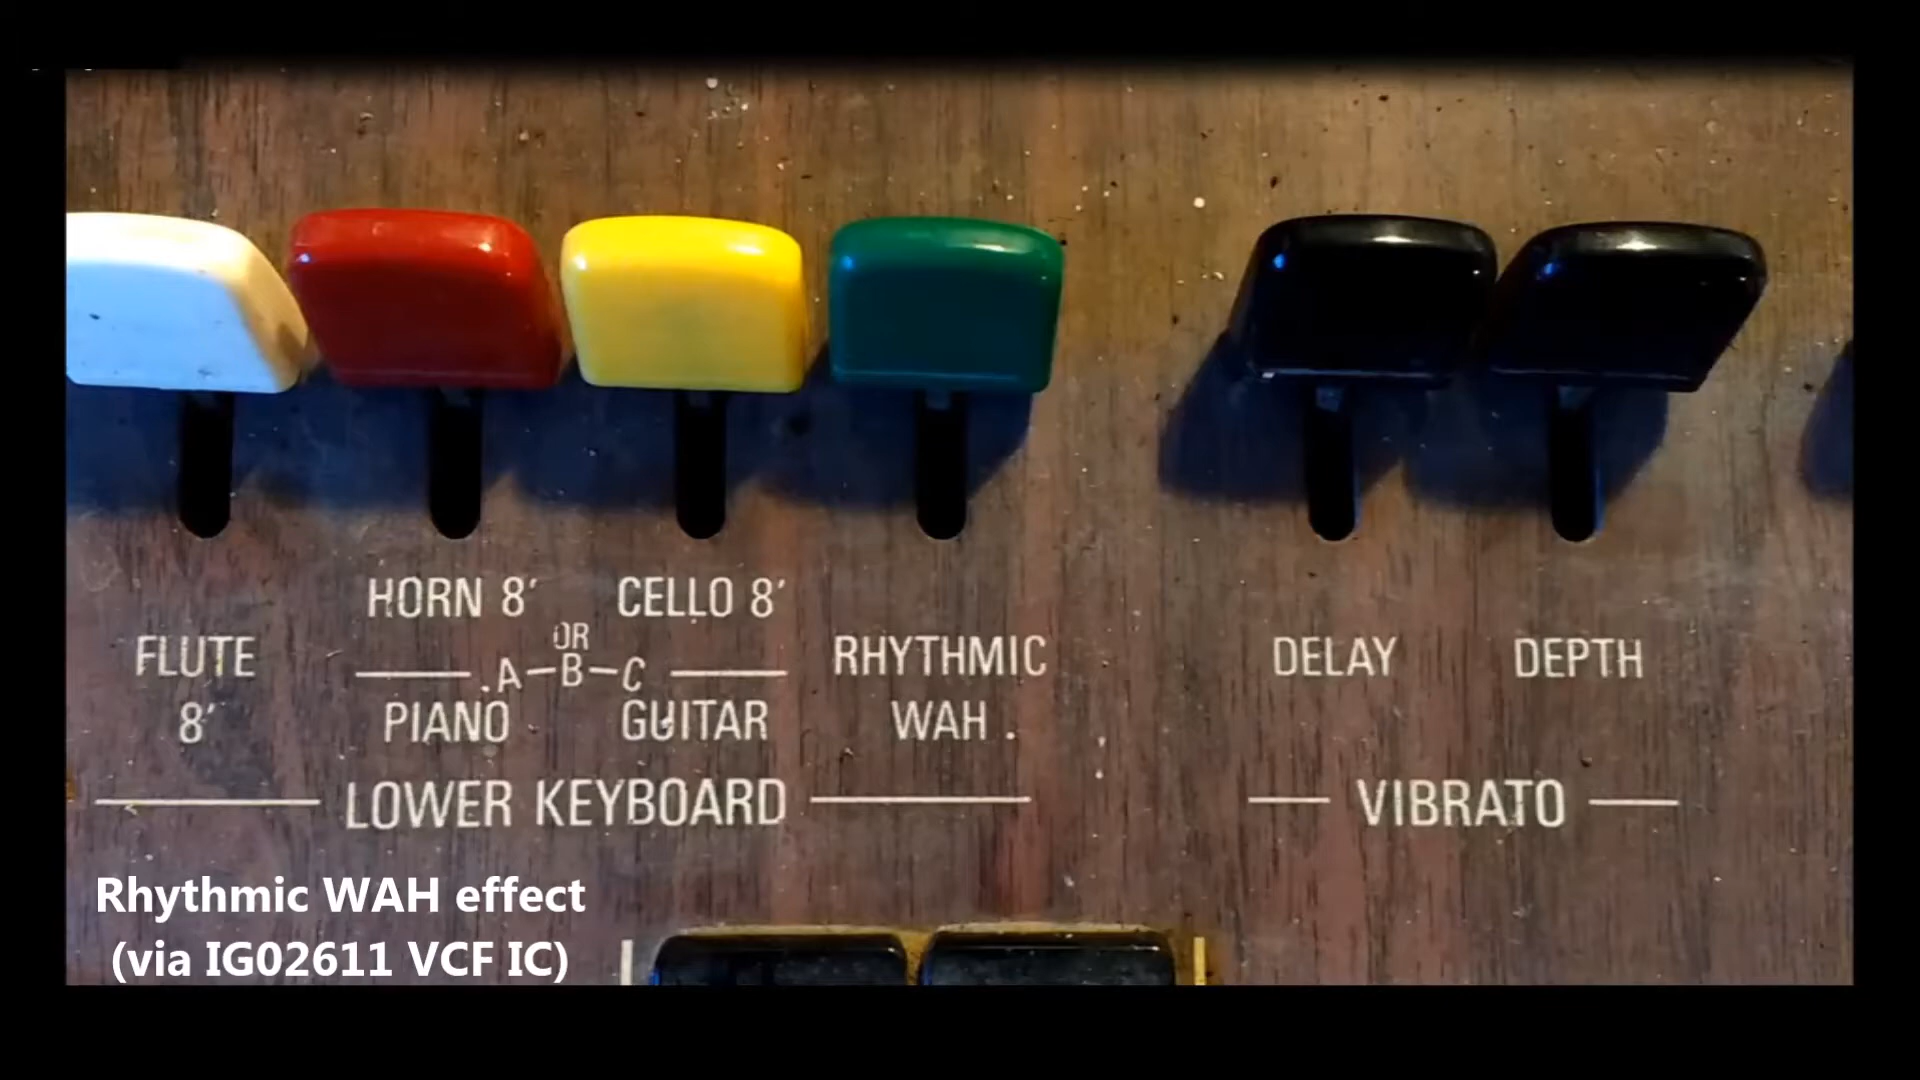 HORN 8′ CELLO 8′
OR
FLUTE A–B–C RHYTHMIC DELAY DEPTH
8′ PIANO GUITAR WAH
LOWER KEYBOARD VIBRATO
Rhythmic WAH effect
(via IG02611 VCF IC)